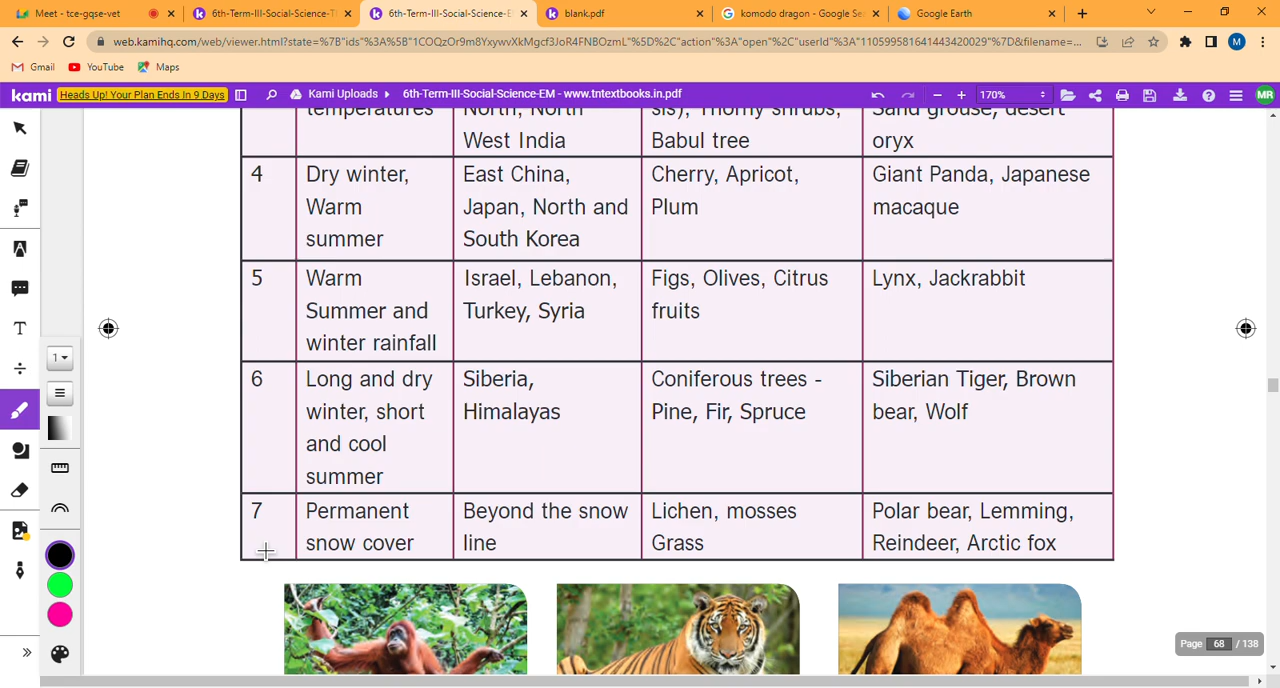 Meet - tce-gqse-vet
6th-Term-III-Social-Science-T
6th-Term-III-Social-Science-E
blank.pdf
komodo dragon - Google Se
Google Earth
web.kamihq.com/web/viewer.html?state=%7B"ids"%3A%5B"1COQzOr9m8YxywvXkMgcf3JoR4FNBOzmL"%5D%2C"action"%3A"open"%2C"userId"%3A"110599581641443420029"%7D&filename=...
M
Gmail
YouTube
Maps
kami
Heads Up! Your Plan Ends In 9 Days
Kami Uploads
6th-Term-III-Social-Science-EM - www.tntextbooks.in.pdf
170%
MR
temperatures North, North sis), Thorny shrubs, Sand grouse, desert
West India Babul tree oryx
4 Dry winter, East China, Cherry, Apricot, Giant Panda, Japanese
Warm Japan, North and Plum macaque
summer South Korea
5 Warm Israel, Lebanon, Figs, Olives, Citrus Lynx, Jackrabbit
Summer and Turkey, Syria fruits
winter rainfall
6 Long and dry Siberia, Coniferous trees - Siberian Tiger, Brown
winter, short Himalayas Pine, Fir, Spruce bear, Wolf
and cool
summer
7 Permanent Beyond the snow Lichen, mosses Polar bear, Lemming,
snow cover line Grass Reindeer, Arctic fox
1
T
Page 68 / 138